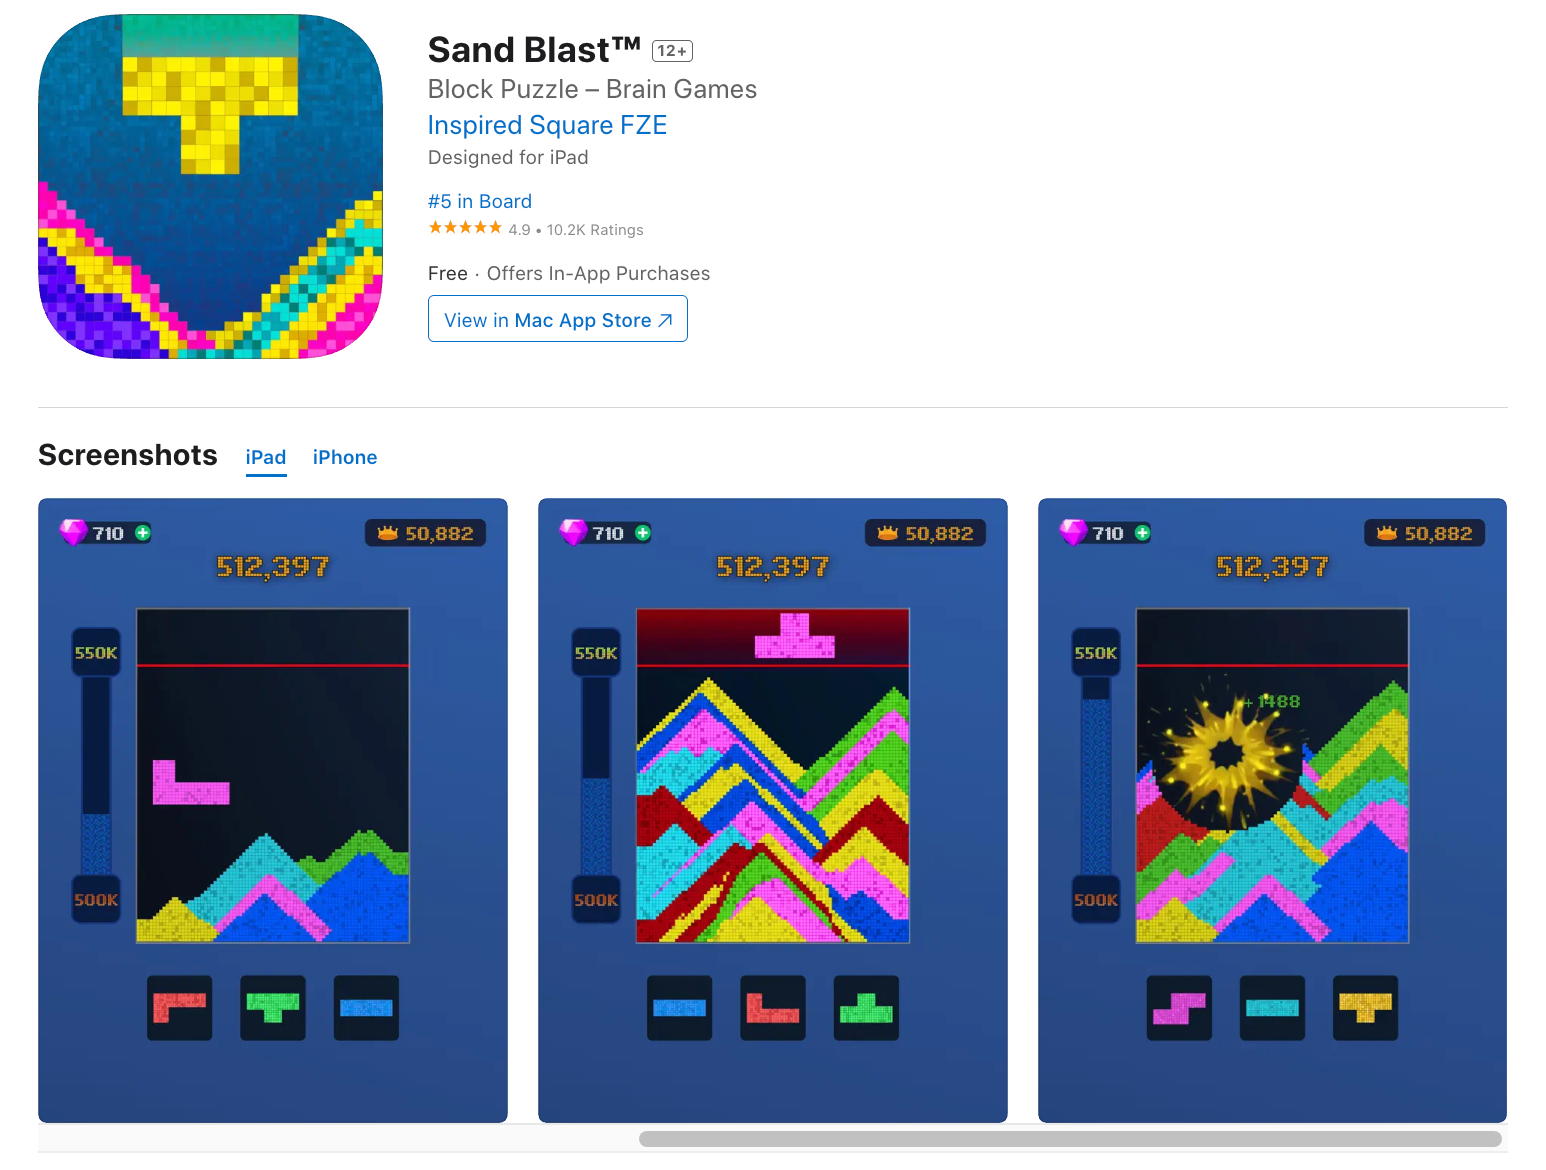 Sand Blast™ 12+
Block Puzzle – Brain Games
Inspired Square FZE
Designed for iPad
#5 in Board
4.9 • 10.2K Ratings
Free · Offers In-App Purchases
View in Mac App Store
Screenshots iPad iPhone
710 50,882
512,397
550K
500K
710 50,882
512,397
550K
500K
710 50,882
512,397
550K
+ 1488
500K